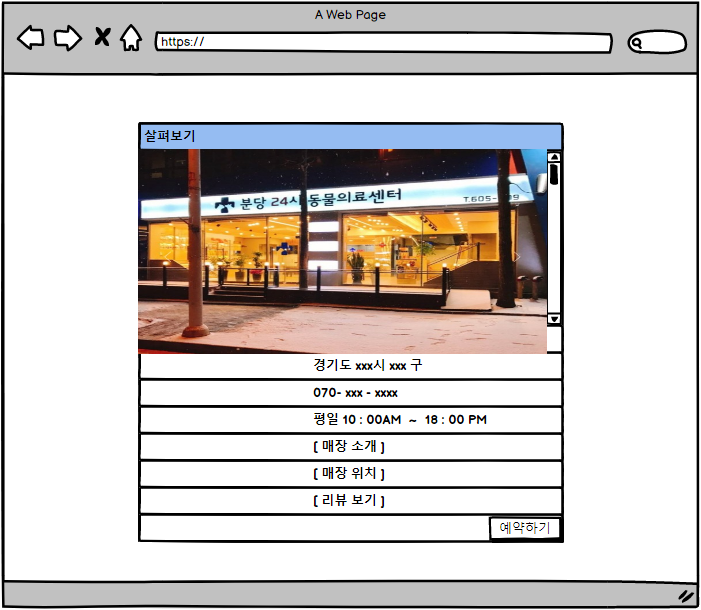 A Web Page
https://
살펴보기
분당 24시 동물의료센터
경기도 xxx시 xxx 구
070- xxx - xxxx
평일 10 : 00AM ~ 18 : 00 PM
[ 매장 소개 ]
[ 매장 위치 ]
[ 리뷰 보기 ]
예약하기